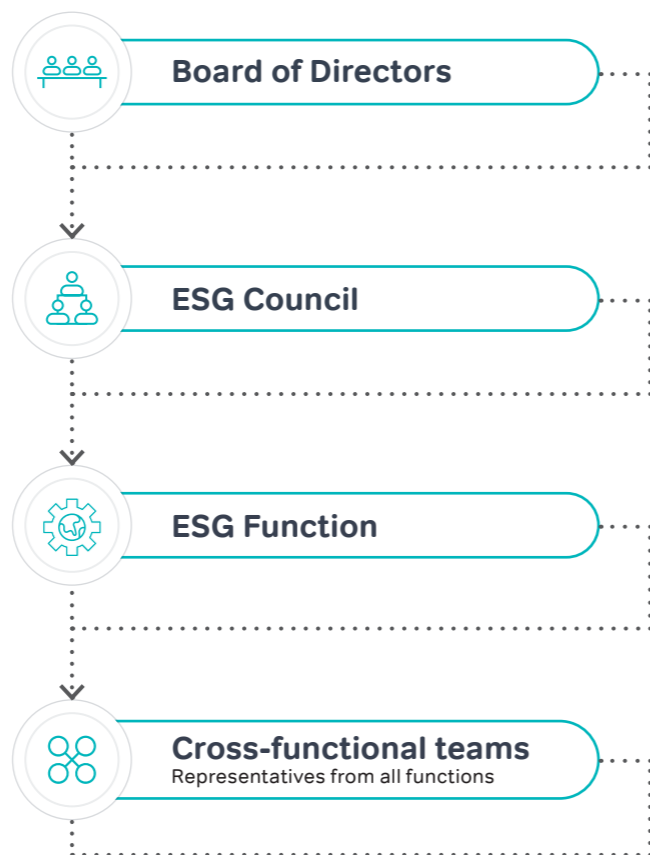 Board of Directors
ESG Council
ESG Function
Cross-functional teams
Representatives from all functions